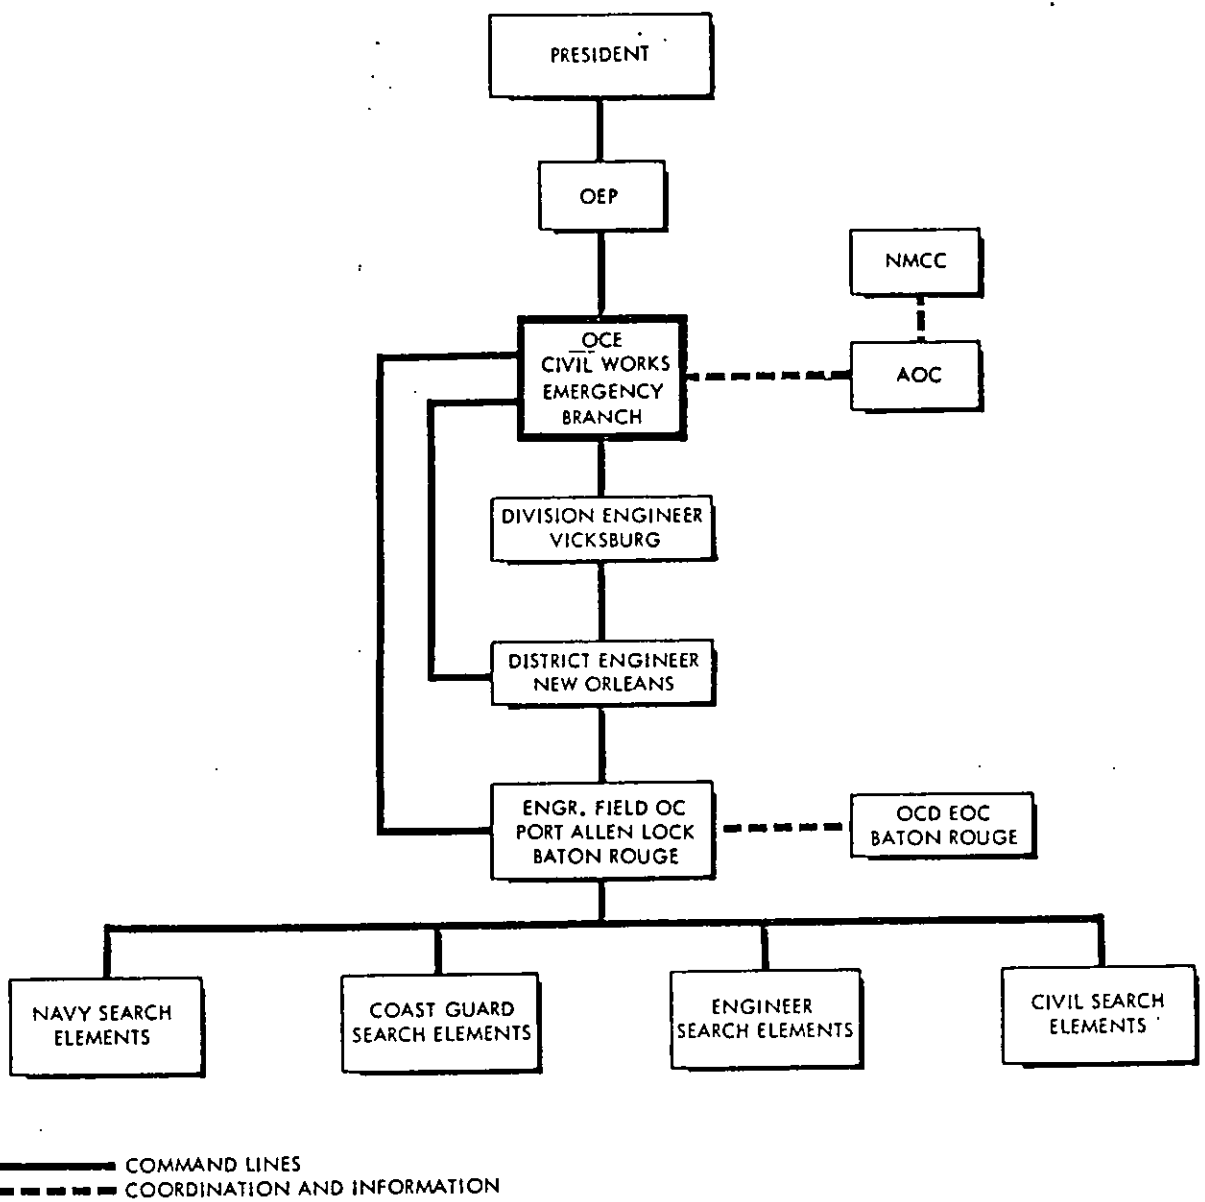 PRESIDENT
OEP
NMCC
OCE
CIVIL WORKS
EMERGENCY
BRANCH
AOC
DIVISION ENGINEER
VICKSBURG
DISTRICT ENGINEER
NEW ORLEANS
ENGR. FIELD OC
PORT ALLEN LOCK
BATON ROUGE
OCD EOC
BATON ROUGE
NAVY SEARCH
ELEMENTS
COAST GUARD
SEARCH ELEMENTS
ENGINEER
SEARCH ELEMENTS
CIVIL SEARCH
ELEMENTS
COMMAND LINES
COORDINATION AND INFORMATION